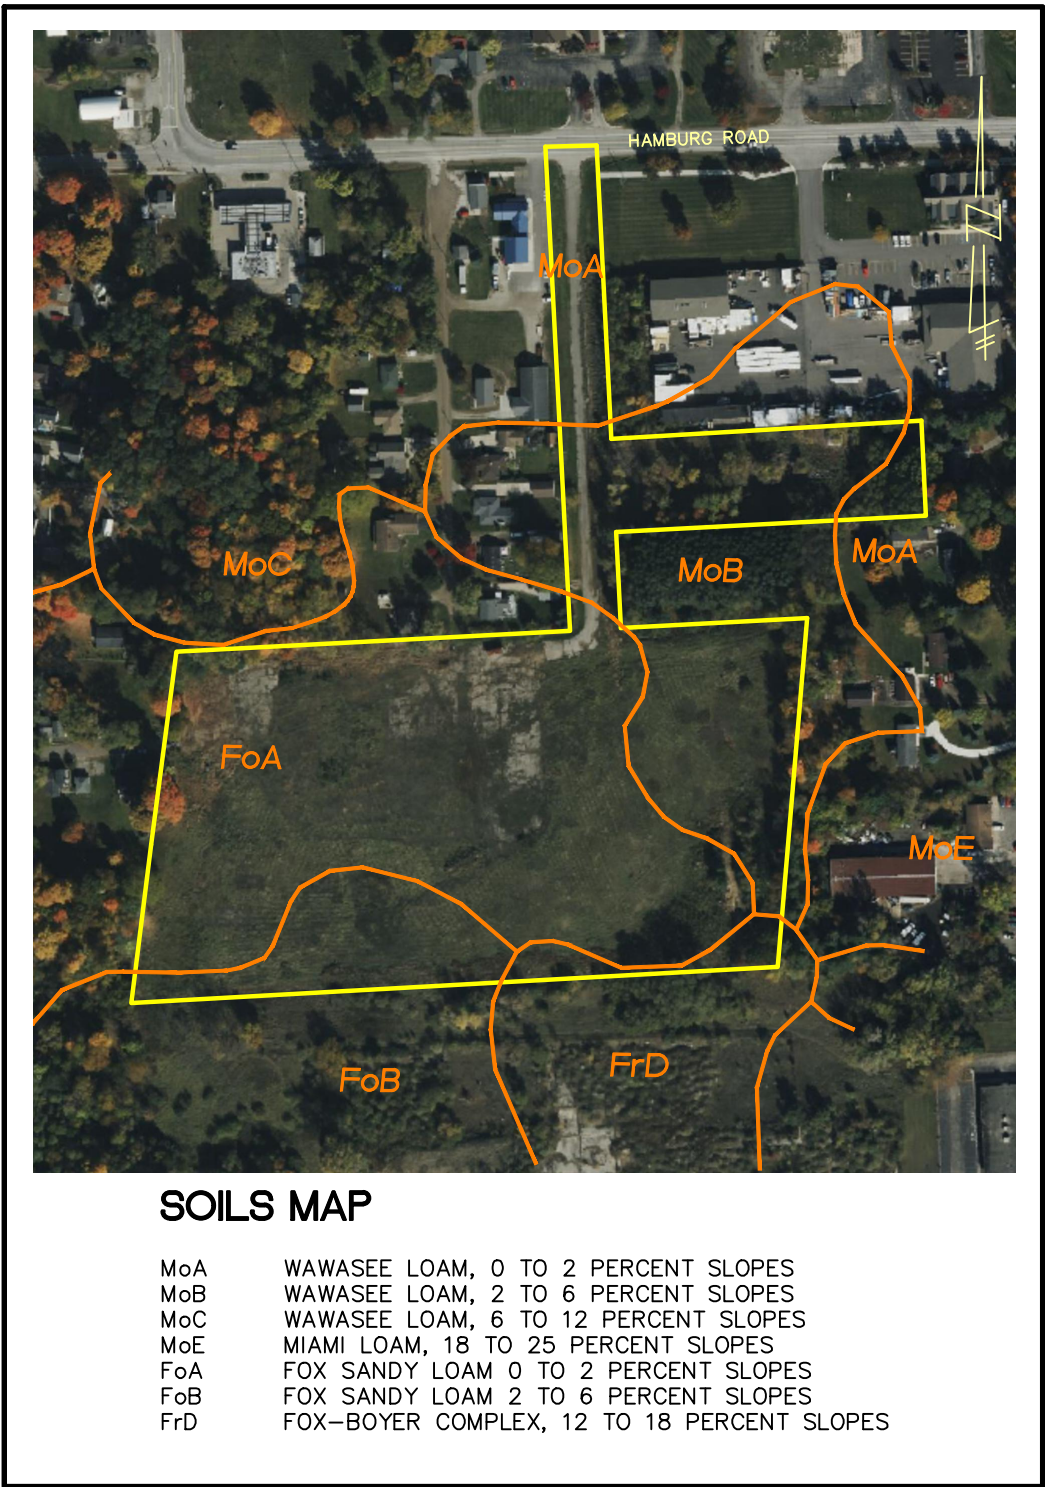 HAMBURG ROAD
MoA
MoC
MoB
MoA
FoA
MoE
FoB
FrD
SOILS MAP
MoA WAWASEE LOAM, 0 TO 2 PERCENT SLOPES
MoB WAWASEE LOAM, 2 TO 6 PERCENT SLOPES
MoC WAWASEE LOAM, 6 TO 12 PERCENT SLOPES
MoE MIAMI LOAM, 18 TO 25 PERCENT SLOPES
FoA FOX SANDY LOAM 0 TO 2 PERCENT SLOPES
FoB FOX SANDY LOAM 2 TO 6 PERCENT SLOPES
FrD FOX-BOYER COMPLEX, 12 TO 18 PERCENT SLOPES